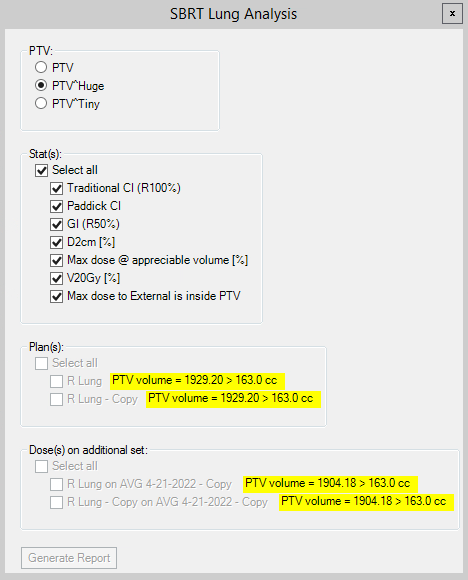 SBRT Lung Analysis
x
PTV:
PTV
PTV^Huge
PTV^Tiny
Stat(s):
Select all
Traditional CI (R100%)
Paddick CI
GI (R50%)
D2cm [%]
Max dose @ appreciable volume [%]
V20Gy [%]
Max dose to External is inside PTV
Plan(s):
Select all
R Lung PTV volume = 1929.20 > 163.0 cc
R Lung - Copy PTV volume = 1929.20 > 163.0 cc
Dose(s) on additional set:
Select all
R Lung on AVG 4-21-2022 - Copy PTV volume = 1904.18 > 163.0 cc
R Lung - Copy on AVG 4-21-2022 - Copy PTV volume = 1904.18 > 163.0 cc
Generate Report